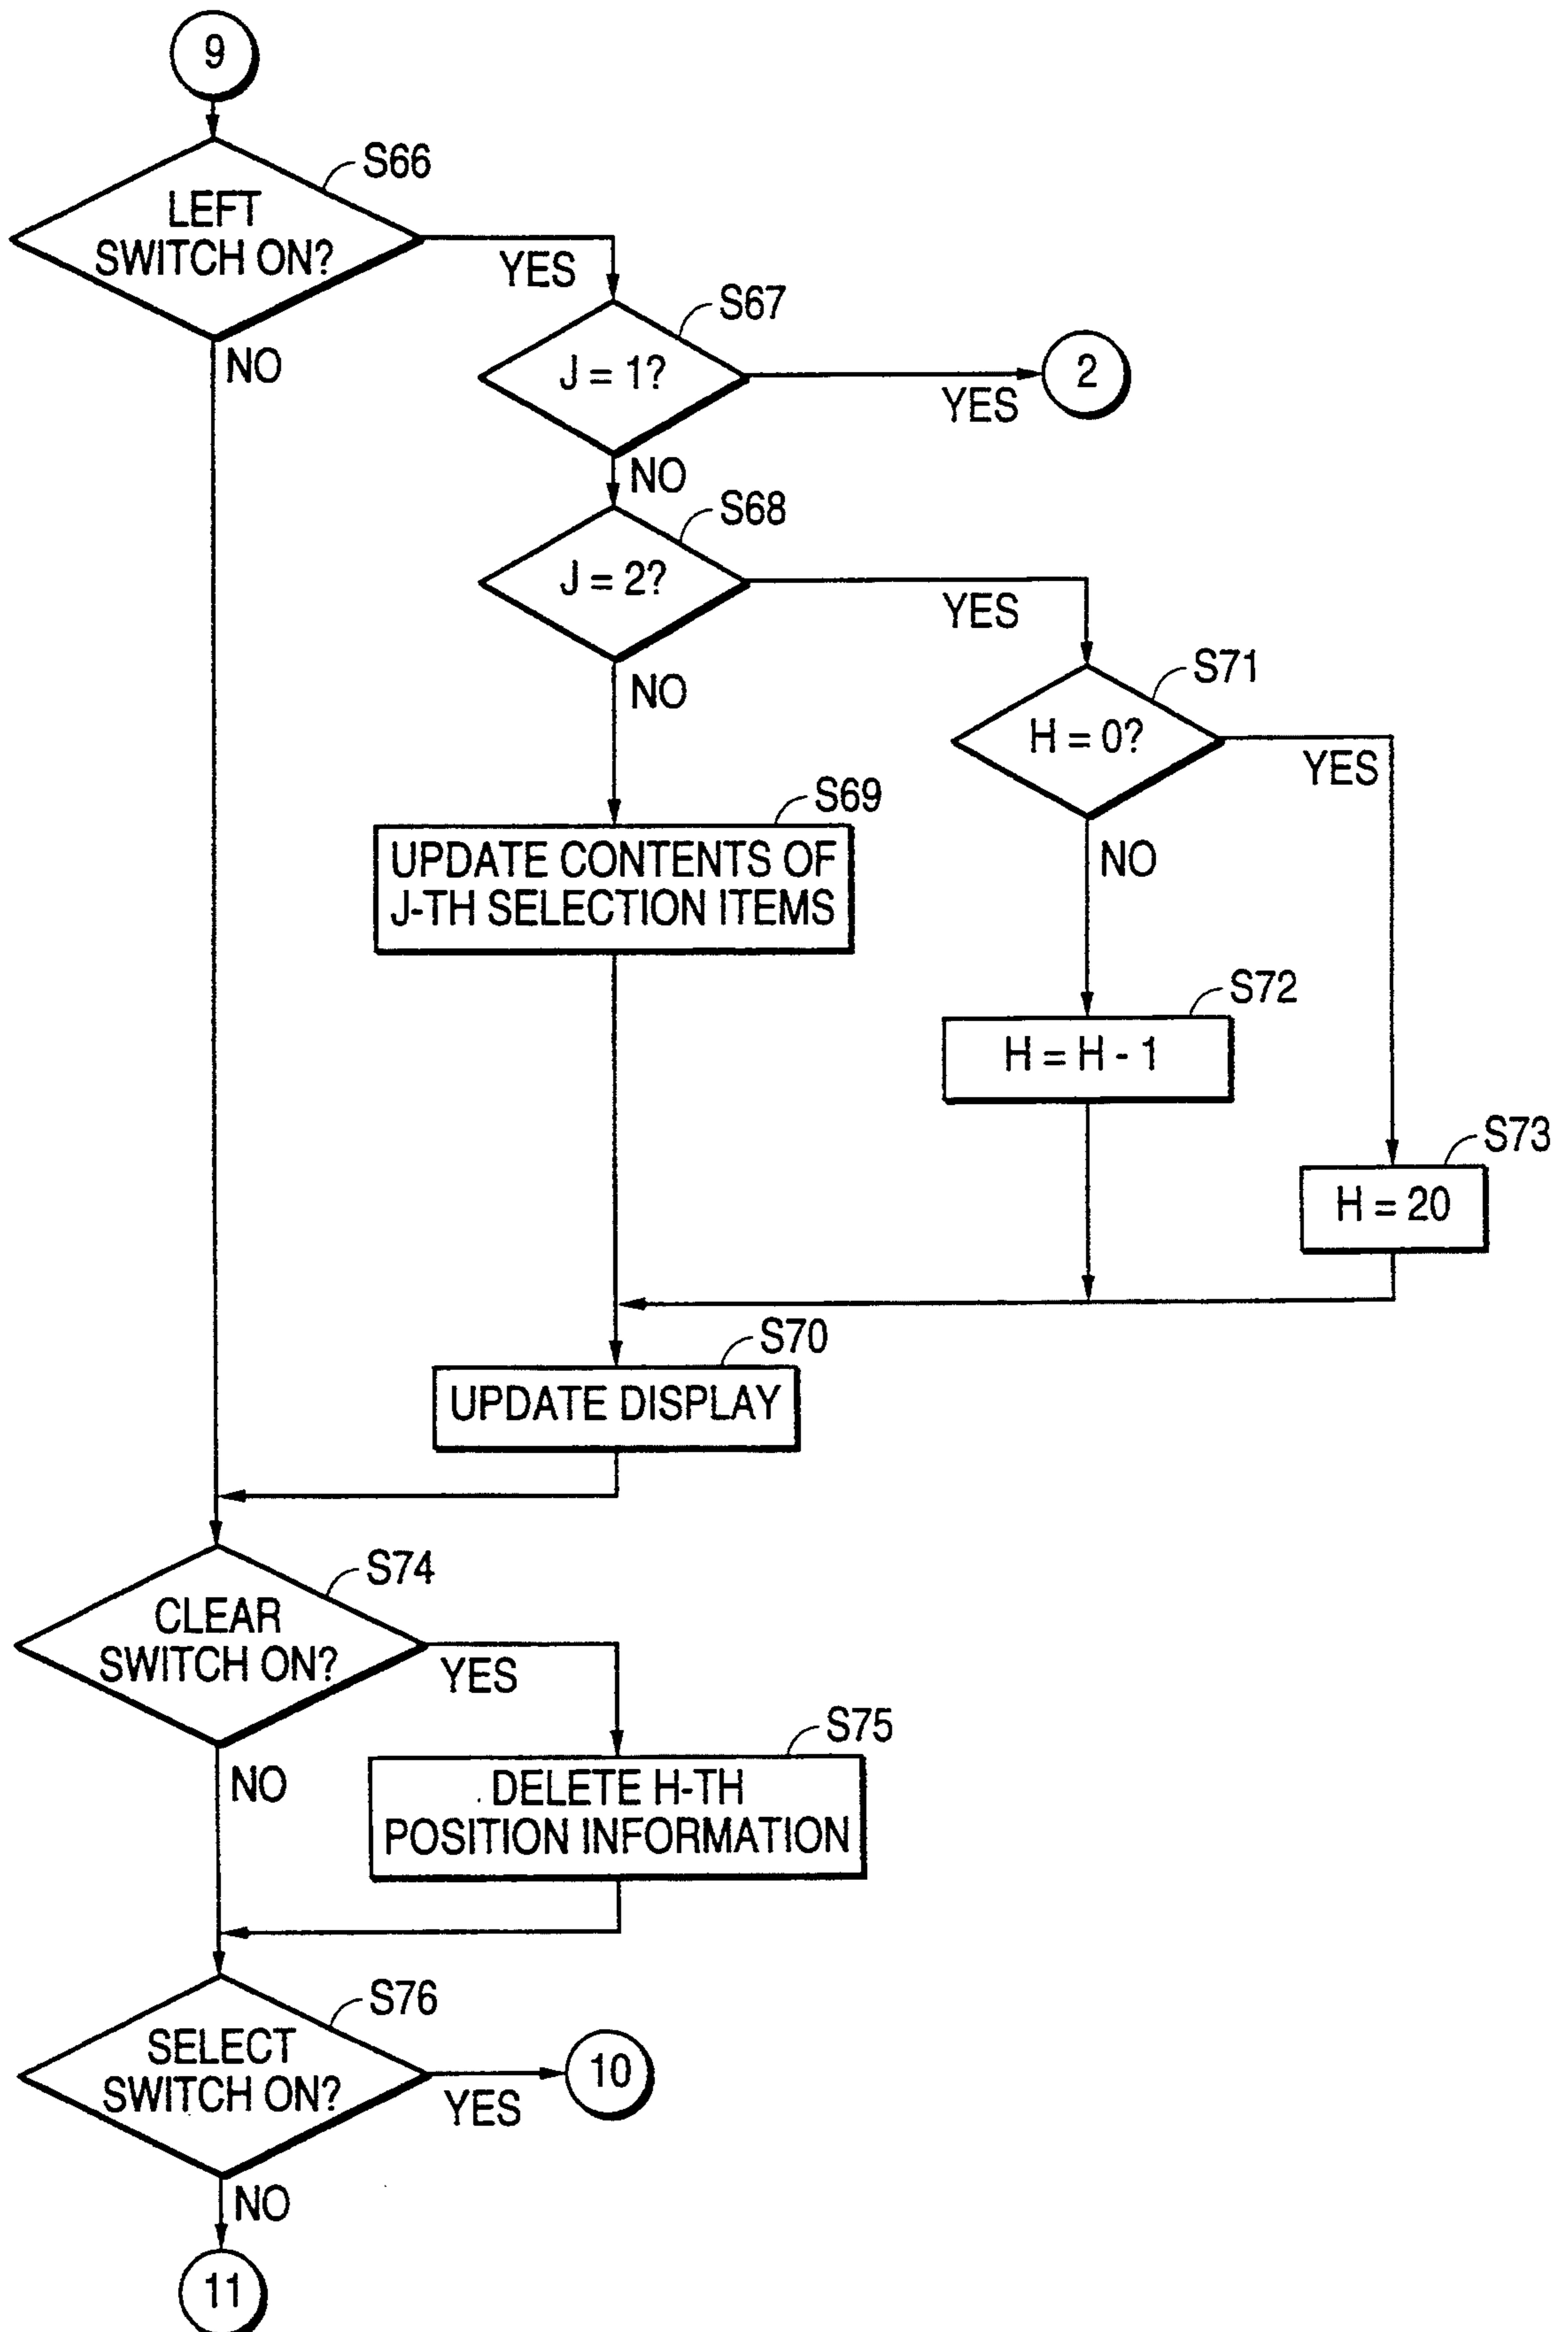 9
S66
LEFT
SWITCH ON?
YES
NO
S67
J = 1?
YES
2
NO
S68
J = 2?
YES
NO
S71
H = 0?
YES
NO
S69
UPDATE CONTENTS OF
J-TH SELECTION ITEMS
S72
H = H - 1
S73
H = 20
S70
UPDATE DISPLAY
S74
CLEAR
SWITCH ON?
YES
NO
S75
DELETE H-TH
POSITION INFORMATION
S76
SELECT
SWITCH ON?
YES
10
NO
11